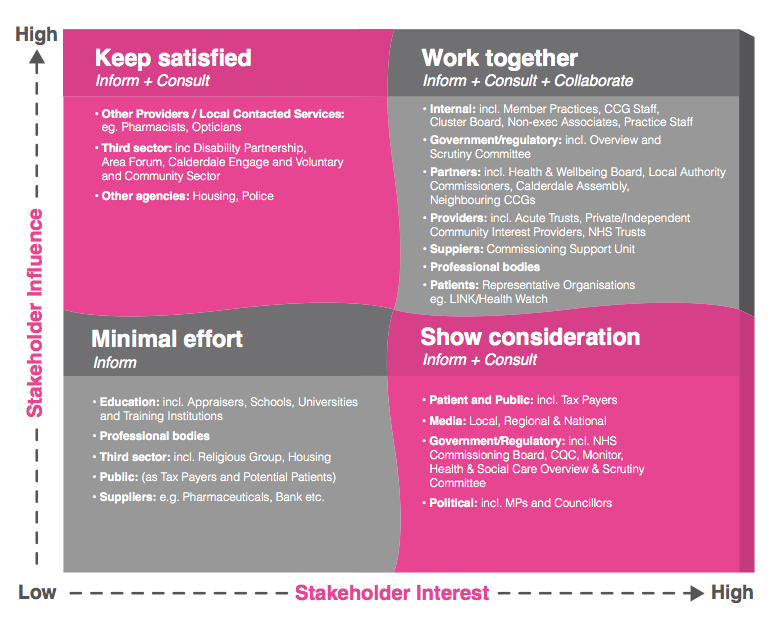 High
Keep satisfied
Inform + Consult
• Other Providers / Local Contacted Services:
eg. Pharmacists, Opticians
• Third sector: inc Disability Partnership,
Area Forum, Calderdale Engage and Voluntary
and Community Sector
• Other agencies: Housing, Police
Work together
Inform + Consult + Collaborate
• Internal: incl. Member Practices, CCG Staff,
Cluster Board, Non-exec Associates, Practice Staff
• Government/regulatory: incl. Overview and
Scrutiny Committee
• Partners: incl. Health & Wellbeing Board, Local Authority
Commissioners, Calderdale Assembly,
Neighbouring CCGs
• Providers: incl. Acute Trusts, Private/Independent
Community Interest Providers, NHS Trusts
• Suppiers: Commissioning Support Unit
• Professional bodies
• Patients: Representative Organisations
eg. LINK/Health Watch
Stakeholder Influence
Minimal effort
Inform
• Education: incl. Appraisers, Schools, Universities
and Training Institutions
• Professional bodies
• Third sector: incl. Religious Group, Housing
• Public: (as Tax Payers and Potential Patients)
• Suppliers: e.g. Pharmaceuticals, Bank etc.
Show consideration
Inform + Consult
• Patient and Public: incl. Tax Payers
• Media: Local, Regional & National
• Government/Regulatory: incl. NHS
Commissioning Board, CQC, Monitor,
Health & Social Care Overview & Scrutiny
Committee
• Political: incl. MPs and Councillors
Low
Stakeholder Interest
High